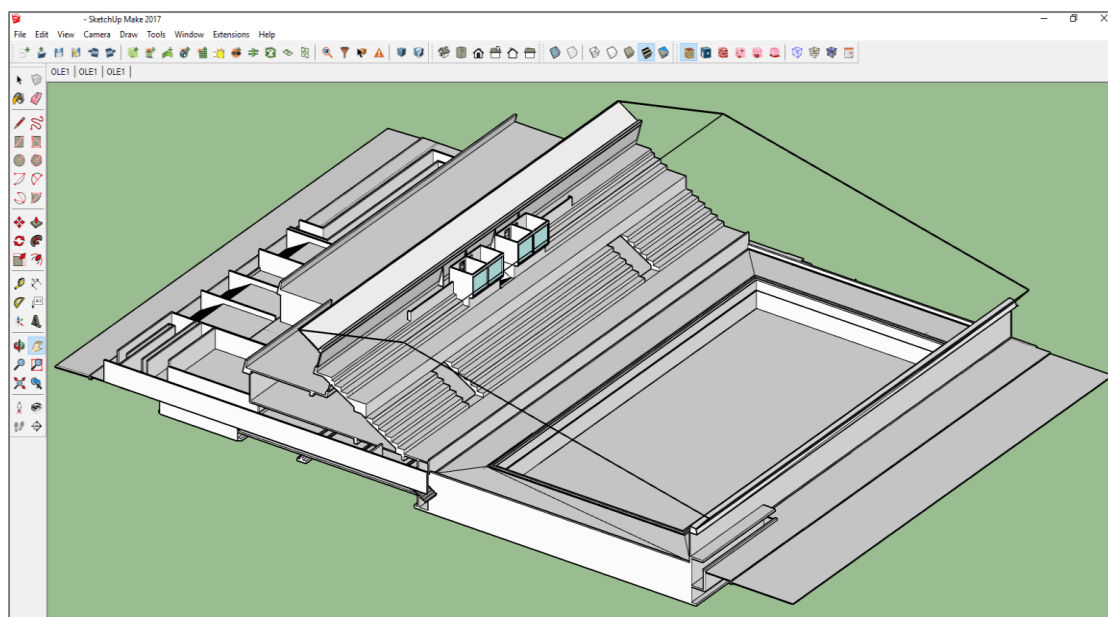 - SketchUp Make 2017
File Edit View Camera Draw Tools Window Extensions Help
OLE1 | OLE1 | OLE1 |